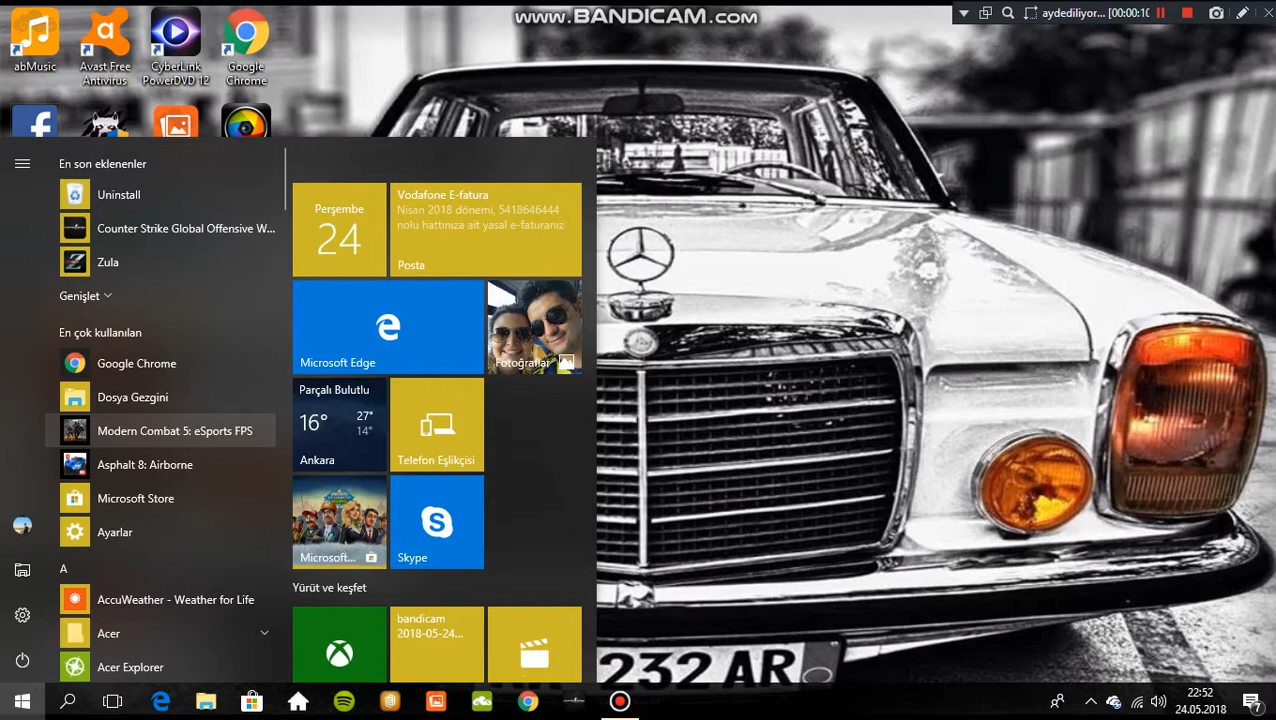 www.BANDICAM.com
aydediliyor... [00:00:10]
abMusic
Avast Free
Antivirus
CyberLink
PowerDVD 12
Google
Chrome
En son eklenenler
Uninstall
Counter Strike Global Offensive W...
Zula
Genişlet
En çok kullanılan
Google Chrome
Dosya Gezgini
Modern Combat 5: eSports FPS
Asphalt 8: Airborne
Microsoft Store
Ayarlar
A
AccuWeather - Weather for Life
Acer
Acer Explorer
Perşembe
24
Vodafone E-fatura
Nisan 2018 dönemi, 5418646444
nolu hattınıza ait yasal e-faturanız
Posta
Microsoft Edge
Fotoğraflar
Parçalı Bulutlu
16° 27°
14°
Ankara
Telefon Eşlikçisi
Microsoft...
Skype
Yürüt ve keşfet
bandicam
2018-05-24...
232 AR
22:52
24.05.2018
7